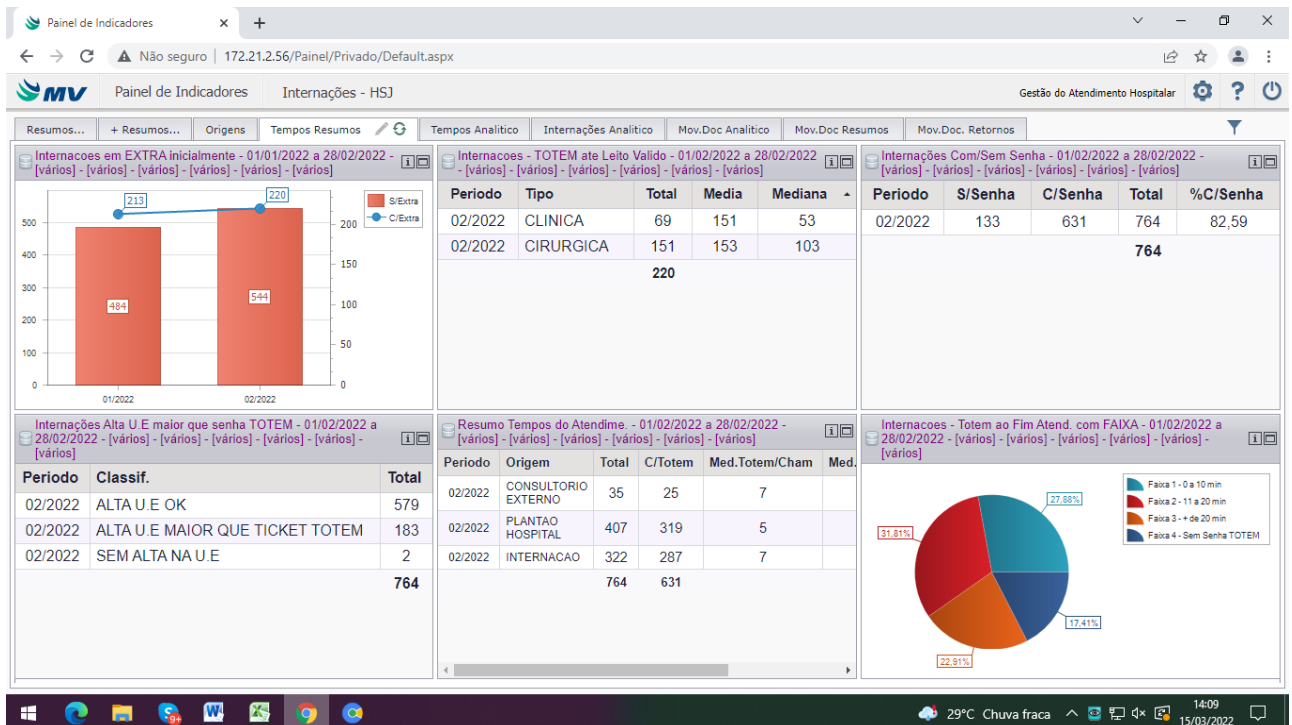 Painel de Indicadores
Não seguro | 172.21.2.56/Painel/Privado/Default.aspx
MV Painel de Indicadores Internações - HSJ Gestão do Atendimento Hospitalar
Resumos... + Resumos... Origens Tempos Resumos Tempos Analitico Internações Analitico Mov.Doc Analitico Mov.Doc Resumos Mov.Doc. Retornos
Internacoes em EXTRA inicialmente - 01/01/2022 a 28/02/2022 -
[vários] - [vários] - [vários] - [vários] - [vários] - [vários]
213
220
S/Extra
C/Extra
500
400
300
200
100
0
484
544
200
150
100
50
0
01/2022 02/2022
Internacoes - TOTEM ate Leito Valido - 01/02/2022 a 28/02/2022
- [vários] - [vários] - [vários] - [vários] - [vários] - [vários]
Periodo Tipo Total Media Mediana
02/2022 CLINICA 69 151 53
02/2022 CIRURGICA 151 153 103
220
Internações Com/Sem Senha - 01/02/2022 a 28/02/2022 -
[vários] - [vários] - [vários] - [vários] - [vários] - [vários]
Periodo S/Senha C/Senha Total %C/Senha
02/2022 133 631 764 82,59
764
Internações Alta U.E maior que senha TOTEM - 01/02/2022 a
28/02/2022 - [vários] - [vários] - [vários] - [vários] - [vários] -
[vários]
Periodo Classif. Total
02/2022 ALTA U.E OK 579
02/2022 ALTA U.E MAIOR QUE TICKET TOTEM 183
02/2022 SEM ALTA NA U.E 2
764
Resumo Tempos do Atendime. - 01/02/2022 a 28/02/2022 -
[vários] - [vários] - [vários] - [vários] - [vários] - [vários]
Periodo Origem Total C/Totem Med.Totem/Cham Med.
02/2022 CONSULTORIO EXTERNO 35 25 7
02/2022 PLANTAO HOSPITAL 407 319 5
02/2022 INTERNACAO 322 287 7
764 631
Internacoes - Totem ao Fim Atend. com FAIXA - 01/02/2022 a
28/02/2022 - [vários] - [vários] - [vários] - [vários] - [vários] -
[vários]
27,88%
31,81%
17,41%
22,91%
Faixa 1 - 0 a 10 min
Faixa 2 - 11 a 20 min
Faixa 3 - + de 20 min
Faixa 4 - Sem Senha TOTEM
29°C Chuva fraca
14:09
15/03/2022